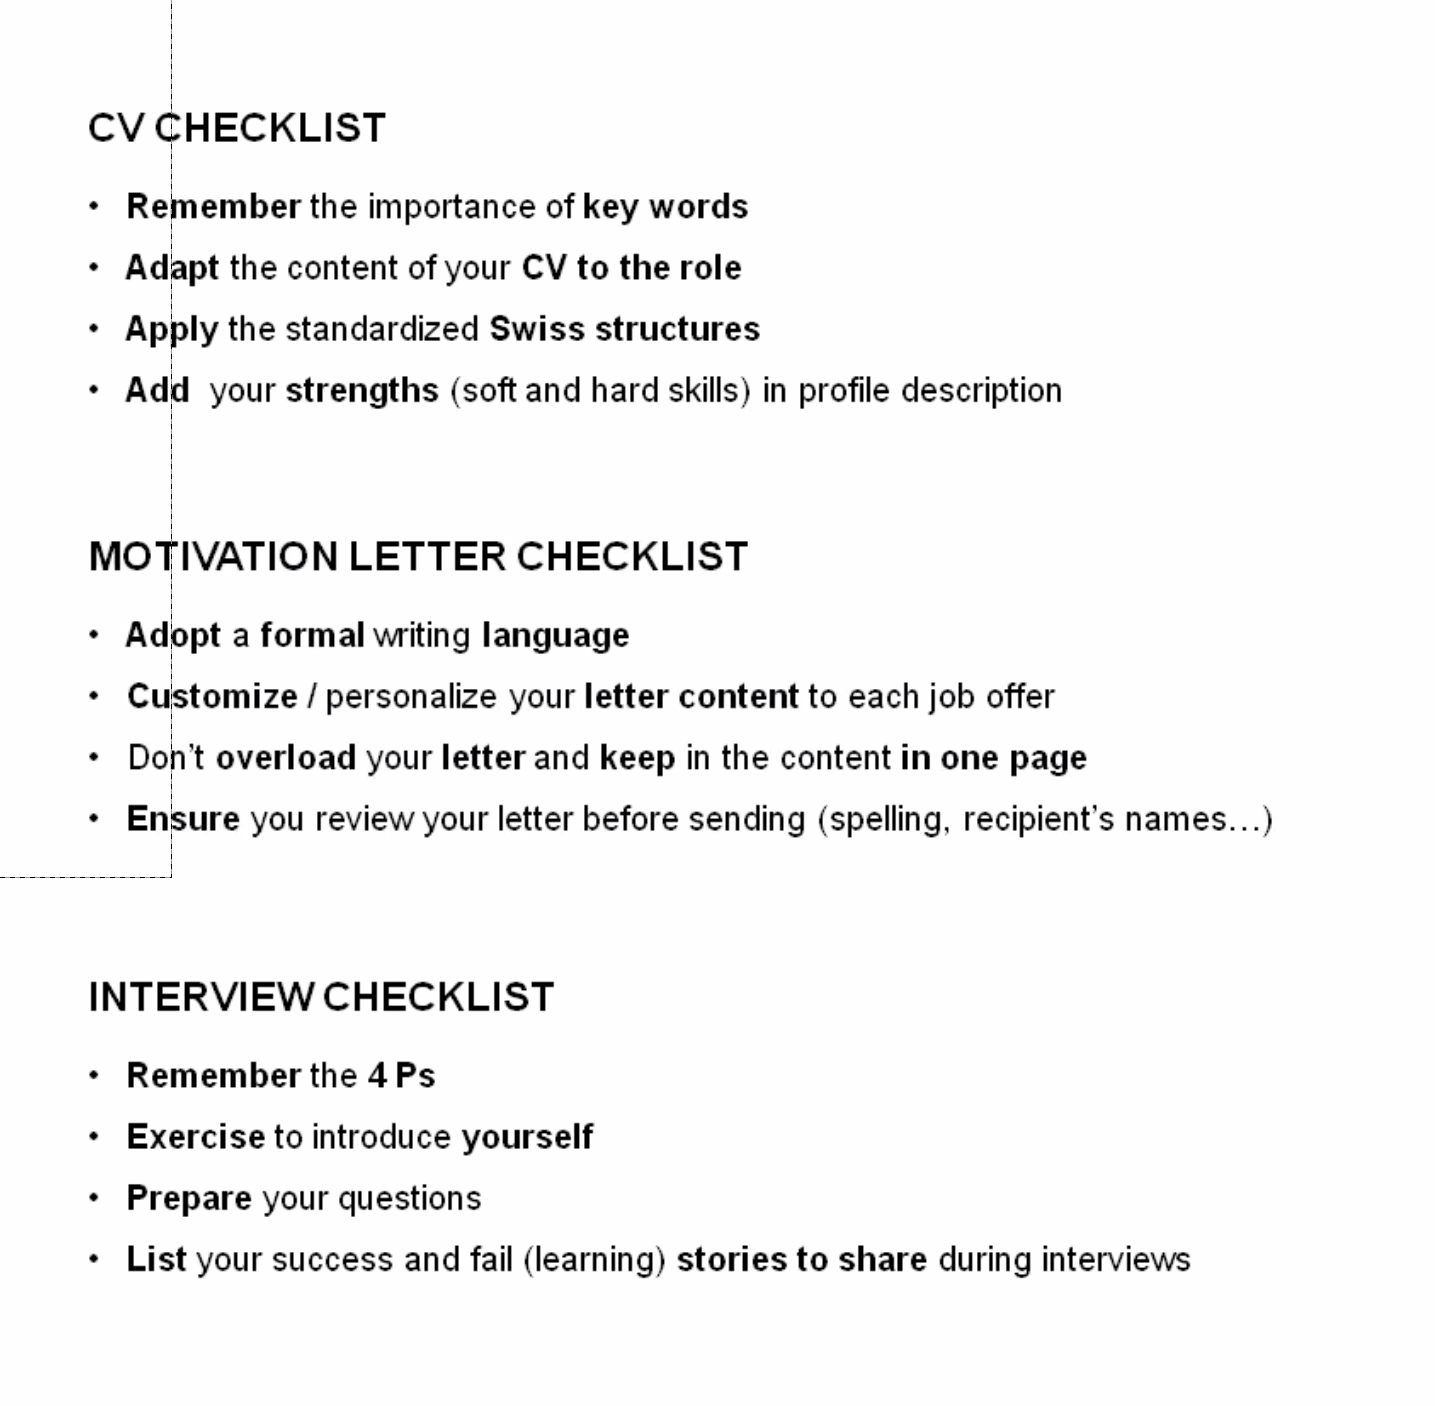 CV CHECKLIST
• Remember the importance of key words
• Adapt the content of your CV to the role
• Apply the standardized Swiss structures
• Add  your strengths (soft and hard skills) in profile description
MOTIVATION LETTER CHECKLIST
• Adopt a formal writing language
• Customize / personalize your letter content to each job offer
• Don’t overload your letter and keep in the content in one page
• Ensure you review your letter before sending (spelling, recipient’s names…)
INTERVIEW CHECKLIST
• Remember the 4 Ps
• Exercise to introduce yourself
• Prepare your questions
• List your success and fail (learning) stories to share during interviews